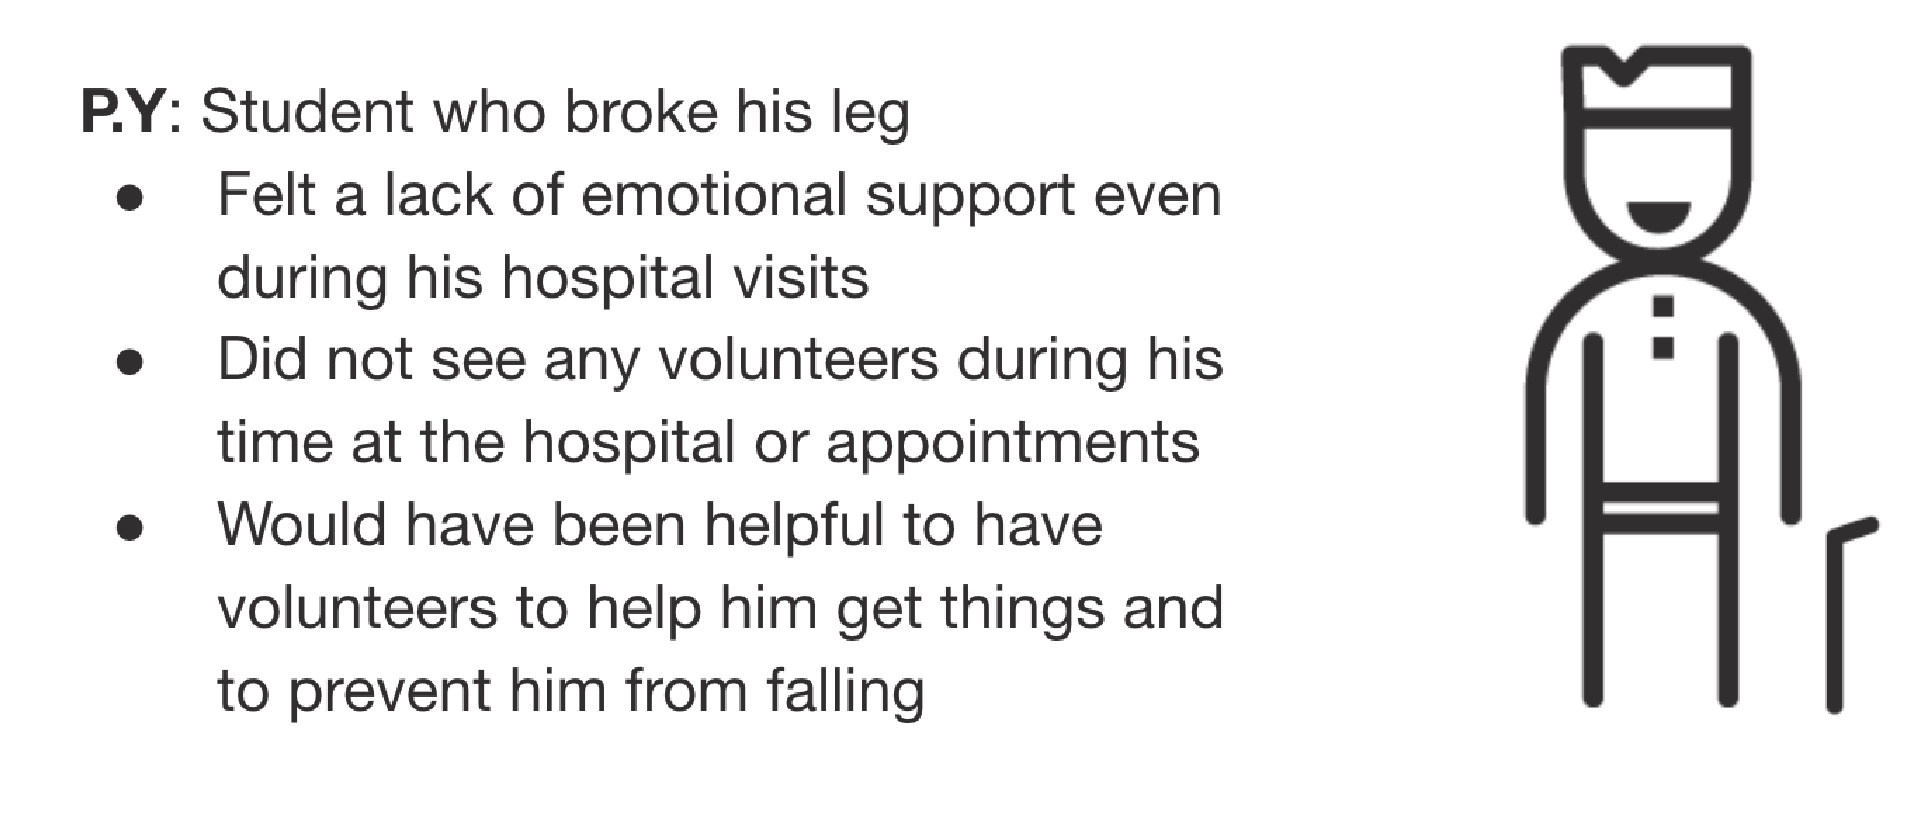 P.Y: Student who broke his leg
● Felt a lack of emotional support even
during his hospital visits
● Did not see any volunteers during his
time at the hospital or appointments
● Would have been helpful to have
volunteers to help him get things and
to prevent him from falling